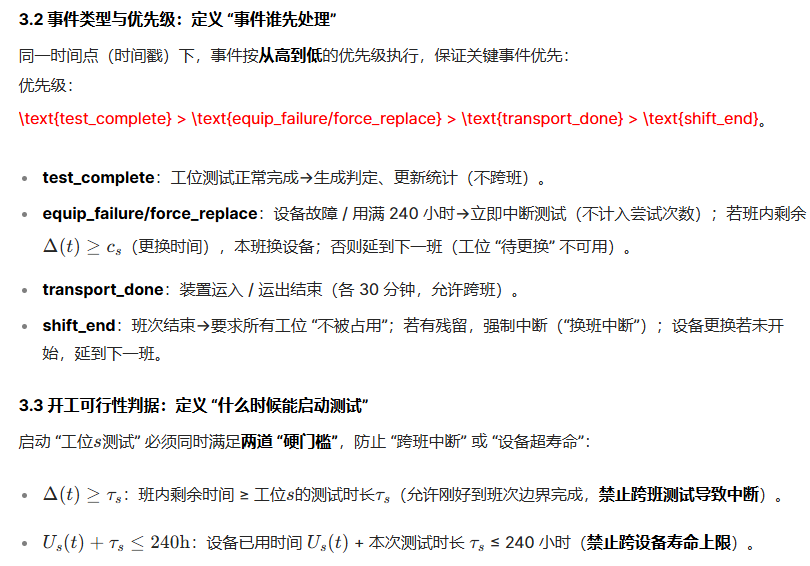 3.2 事件类型与优先级：定义 “事件谁先处理”
同一时间点（时间戳）下，事件按从高到低的优先级执行，保证关键事件优先：
优先级：
\text{test_complete} > \text{equip_failure/force_replace} > \text{transport_done} > \text{shift_end}。
• test_complete：工位测试正常完成→生成判定、更新统计（不跨班）。
• equip_failure/force_replace：设备故障 / 用满 240 小时→立即中断测试（不计入尝试次数）；若班内剩余
Δ(t) ≥ cₛ（更换时间），本班换设备；否则延到下一班（工位 “待更换” 不可用）。
• transport_done：装置运入 / 运出结束（各 30 分钟，允许跨班）。
• shift_end：班次结束→要求所有工位 “不被占用”；若有残留，强制中断（“换班中断”）；设备更换若未开
始，延到下一班。
3.3 开工可行性判据：定义 “什么时候能启动测试”
启动 “工位s测试” 必须同时满足两道 “硬门槛”，防止 “跨班中断” 或 “设备超寿命”：
• Δ(t) ≥ τₛ：班内剩余时间 ≥ 工位s的测试时长τₛ（允许刚好到班次边界完成，禁止跨班测试导致中断）。
• Uₛ(t) + τₛ ≤ 240h：设备已用时间 Uₛ(t) + 本次测试时长 τₛ ≤ 240 小时（禁止跨设备寿命上限）。